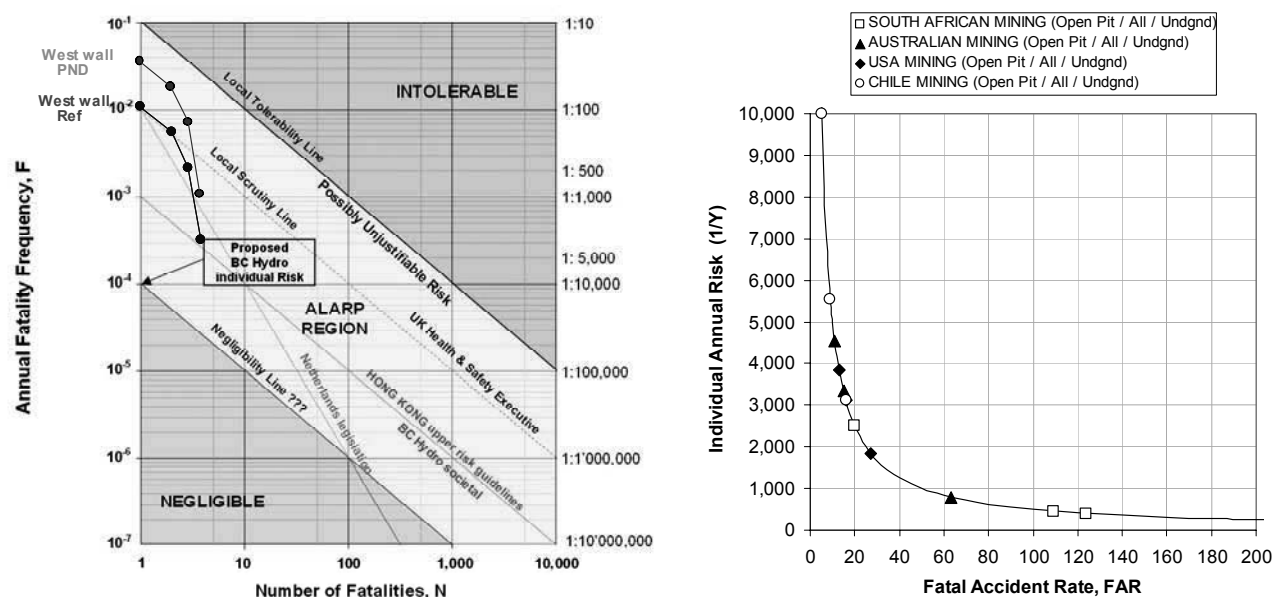 West wall
PND
West wall
Ref
Annual Fatality Frequency, F
10-1
10-2
10-3
10-4
10-5
10-6
10-7
1
10
100
1,000
10,000
Number of Fatalities, N
1:10
1:100
1: 500
1:1,000
1: 5,000
1:10,000
1:100,000
1:1'000,000
1:10'000,000
INTOLERABLE
Local Tolerability Line
Possibly Unjustifiable Risk
Local Scrutiny Line
UK Health & Safety Executive
Proposed
BC Hydro
individual Risk
ALARP
REGION
Negligibility Line ???
Netherlands legislation
HONG KONG upper risk guidelines
BC Hydro societal
NEGLIGIBLE
SOUTH AFRICAN MINING (Open Pit / All / Undgnd)
AUSTRALIAN MINING (Open Pit / All / Undgnd)
USA MINING (Open Pit / All / Undgnd)
CHILE MINING (Open Pit / All / Undgnd)
Individual Annual Risk (1/Y)
10,000
9,000
8,000
7,000
6,000
5,000
4,000
3,000
2,000
1,000
0
0
20
40
60
80
100
120
140
160
180
200
Fatal Accident Rate, FAR